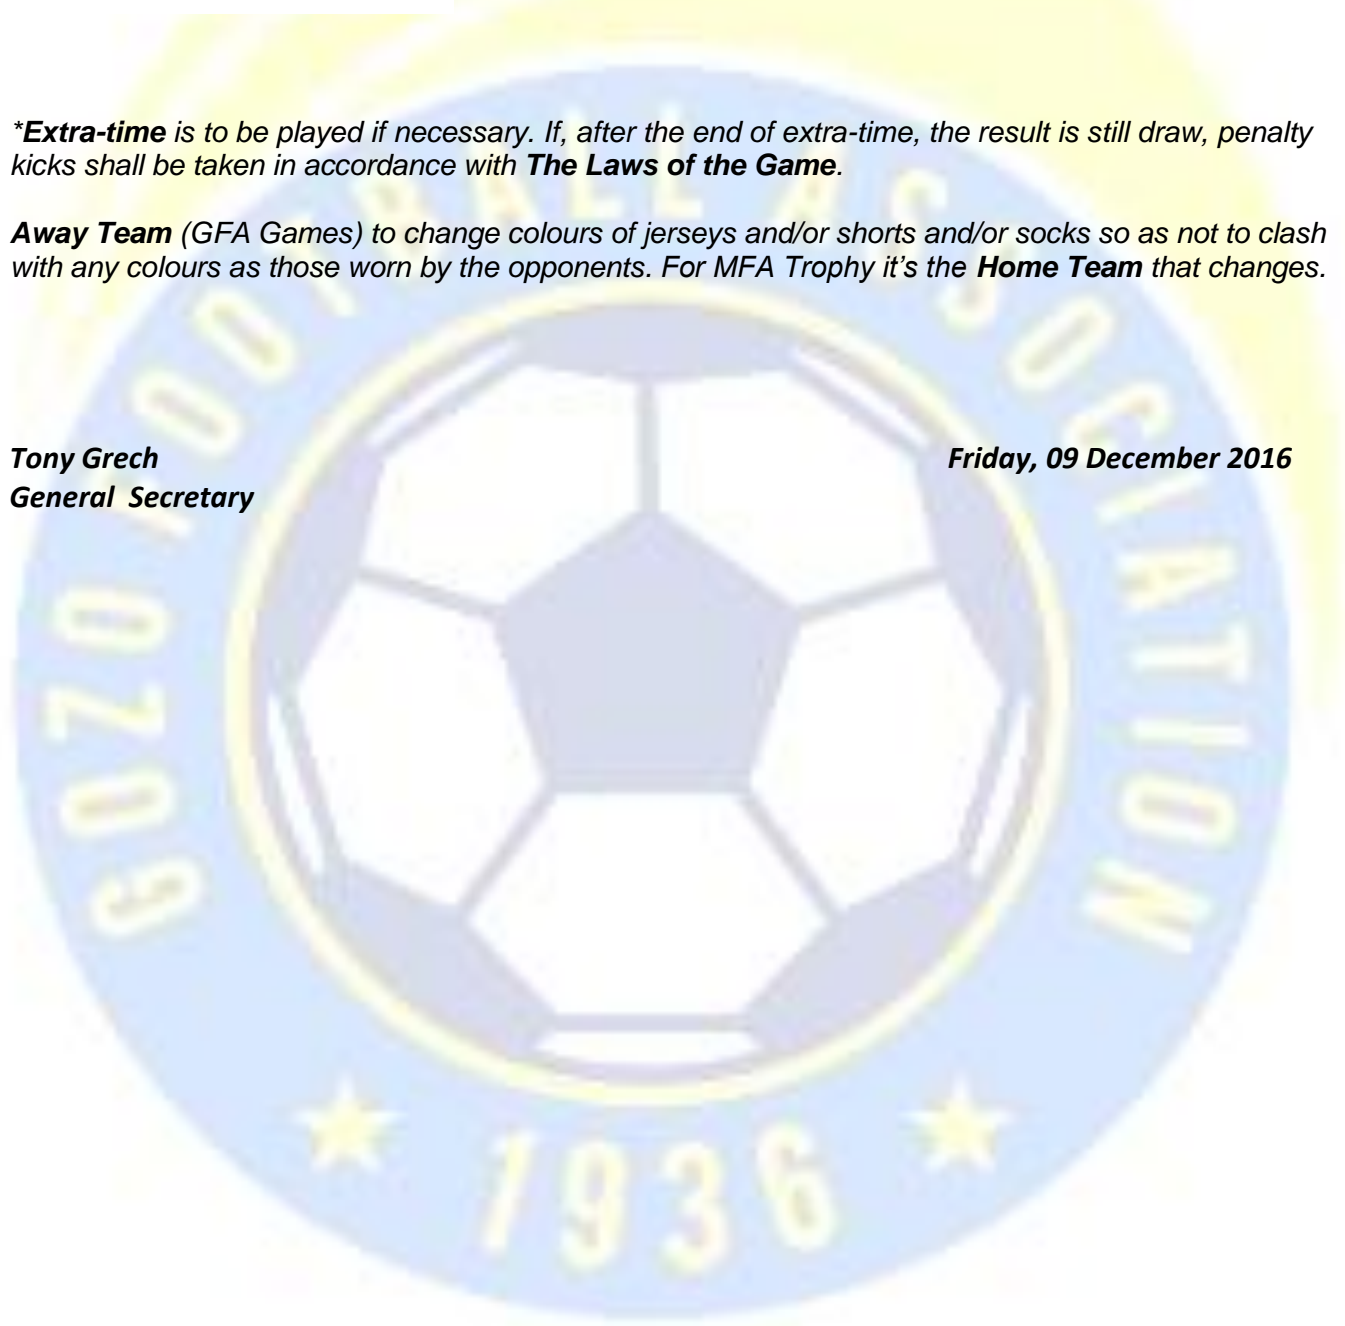 *Extra-time is to be played if necessary. If, after the end of extra-time, the result is still draw, penalty
kicks shall be taken in accordance with The Laws of the Game.
Away Team (GFA Games) to change colours of jerseys and/or shorts and/or socks so as not to clash
with any colours as those worn by the opponents. For MFA Trophy it's the Home Team that changes.
Tony Grech Friday, 09 December 2016
General Secretary
GOZO FOOTBALL ASSOCIATION
1936